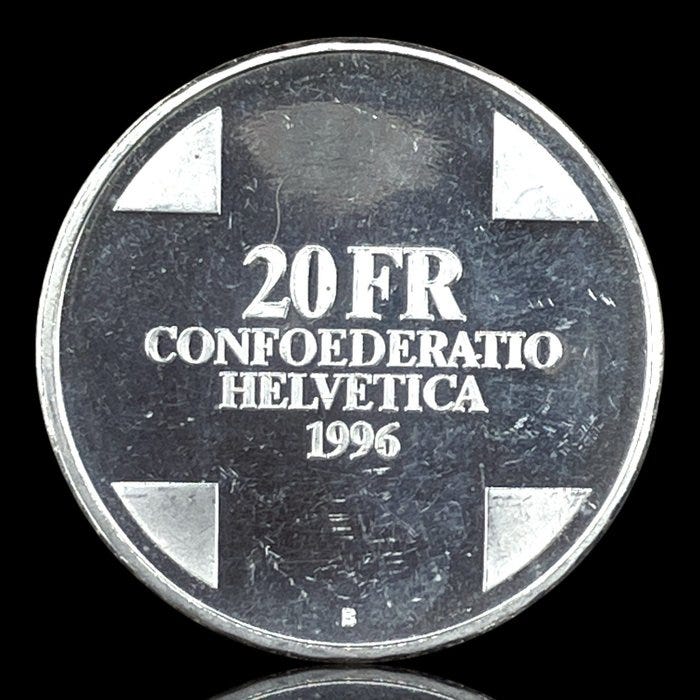 20 FR
CONFOEDERATIO
HELVETICA
1996
B